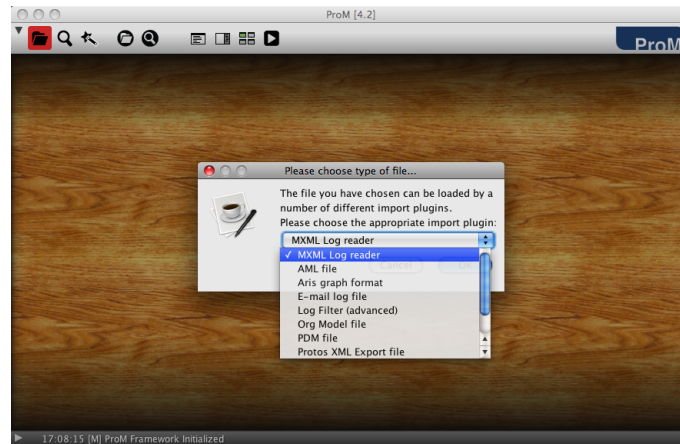 ProM [4.2]
ProM
Please choose type of file...
The file you have chosen can be loaded by a
number of different import plugins.
Please choose the appropriate import plugin:
MXML Log reader
✓ MXML Log reader
AML file
Aris graph format
E-mail log file
Log Filter (advanced)
Org Model file
PDM file
Protos XML Export file
Cancel
17:08:15 [M] ProM Framework Initialized